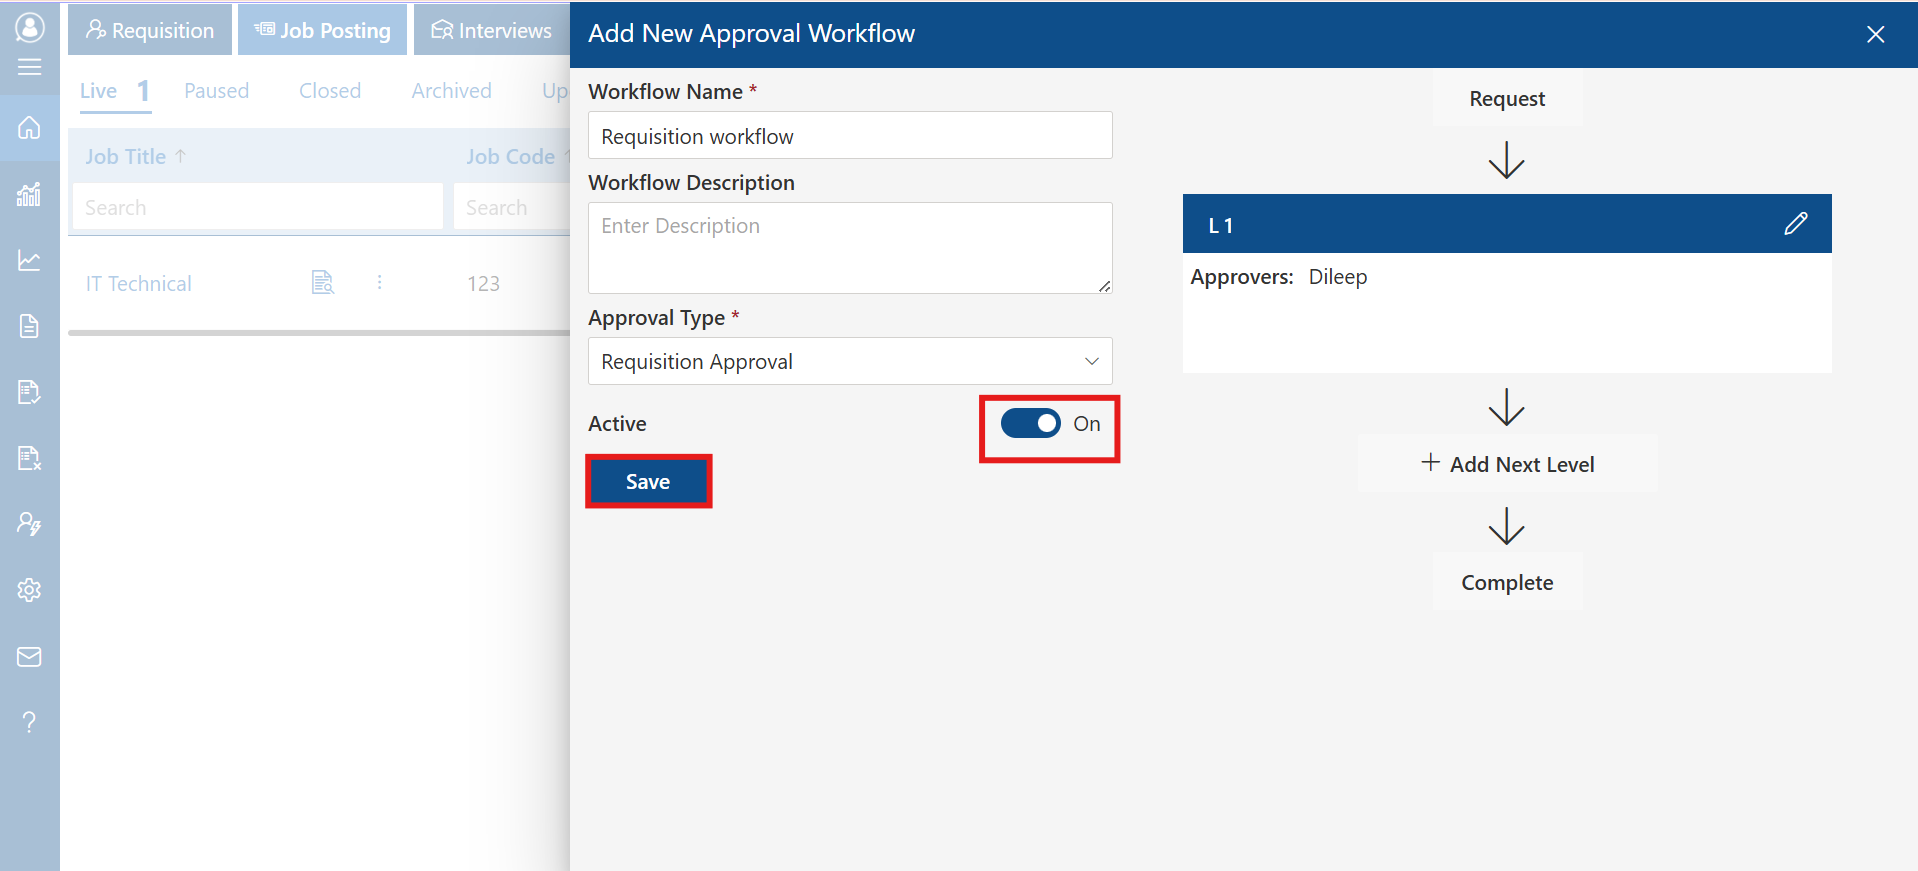 Requisition
Job Posting
Interviews
Live 1
Paused
Closed
Archived
Job Title
Job Code
Search
Search
IT Technical
123
Add New Approval Workflow
Workflow Name *
Requisition workflow
Workflow Description
Enter Description
Approval Type *
Requisition Approval
Active
On
Save
Request
L 1
Approvers: Dileep
+ Add Next Level
Complete